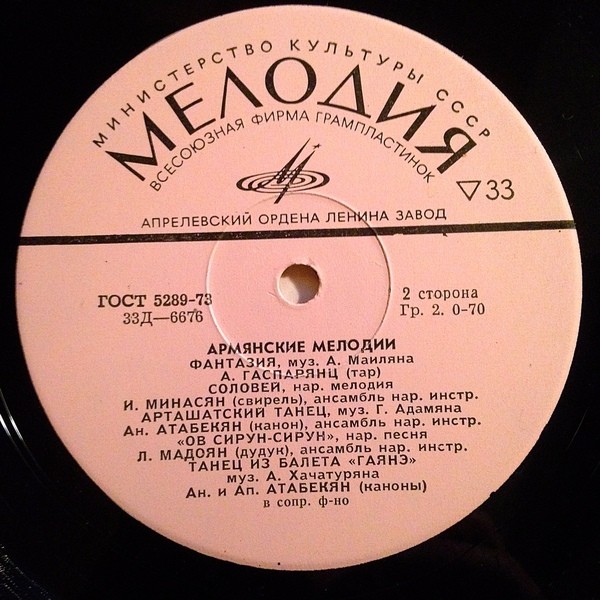 МИНИСТЕРСТВО КУЛЬТУРЫ СССР
МЕЛОДИЯ
ВСЕСОЮЗНАЯ ФИРМА ГРАМПЛАСТИНОК
33
АПРЕЛЕВСКИЙ ОРДЕНА ЛЕНИНА ЗАВОД
ГОСТ 5289-73
33Д—6676
2 сторона
Гр. 2. 0-70
АРМЯНСКИЕ МЕЛОДИИ
ФАНТАЗИЯ, муз. А. Маиляна
А. ГАСПАРЯНЦ (тар)
СОЛОВЕЙ, нар. мелодия
И. МИНАСЯН (свирель), ансамбль нар. инстр.
АРТАШАТСКИЙ ТАНЕЦ, муз. Г. Адамяна
Ан. АТАБЕКЯН (канон), ансамбль нар. инстр.
«ОВ СИРУН-СИРУН», нар. песня
Л. МАДОЯН (дудук), ансамбль нар. инстр.
ТАНЕЦ ИЗ БАЛЕТА «ГАЯНЭ»
муз. А. Хачатуряна
Ан. и Ап. АТАБЕКЯН (каноны)
в сопр. ф-но